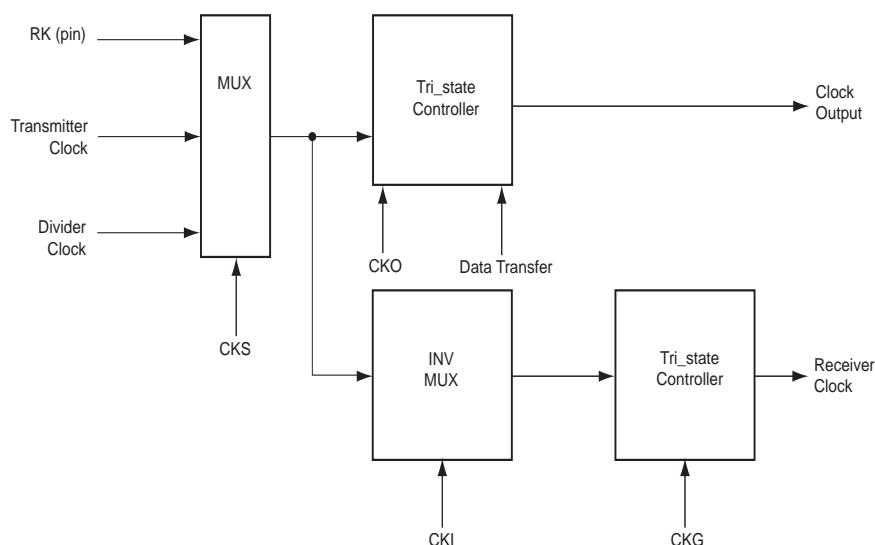 RK (pin)
MUX
Tri_state
Controller
Clock
Output
Transmitter
Clock
Divider
Clock
CKO
Data Transfer
CKS
INV
MUX
Tri_state
Controller
Receiver
Clock
CKI
CKG